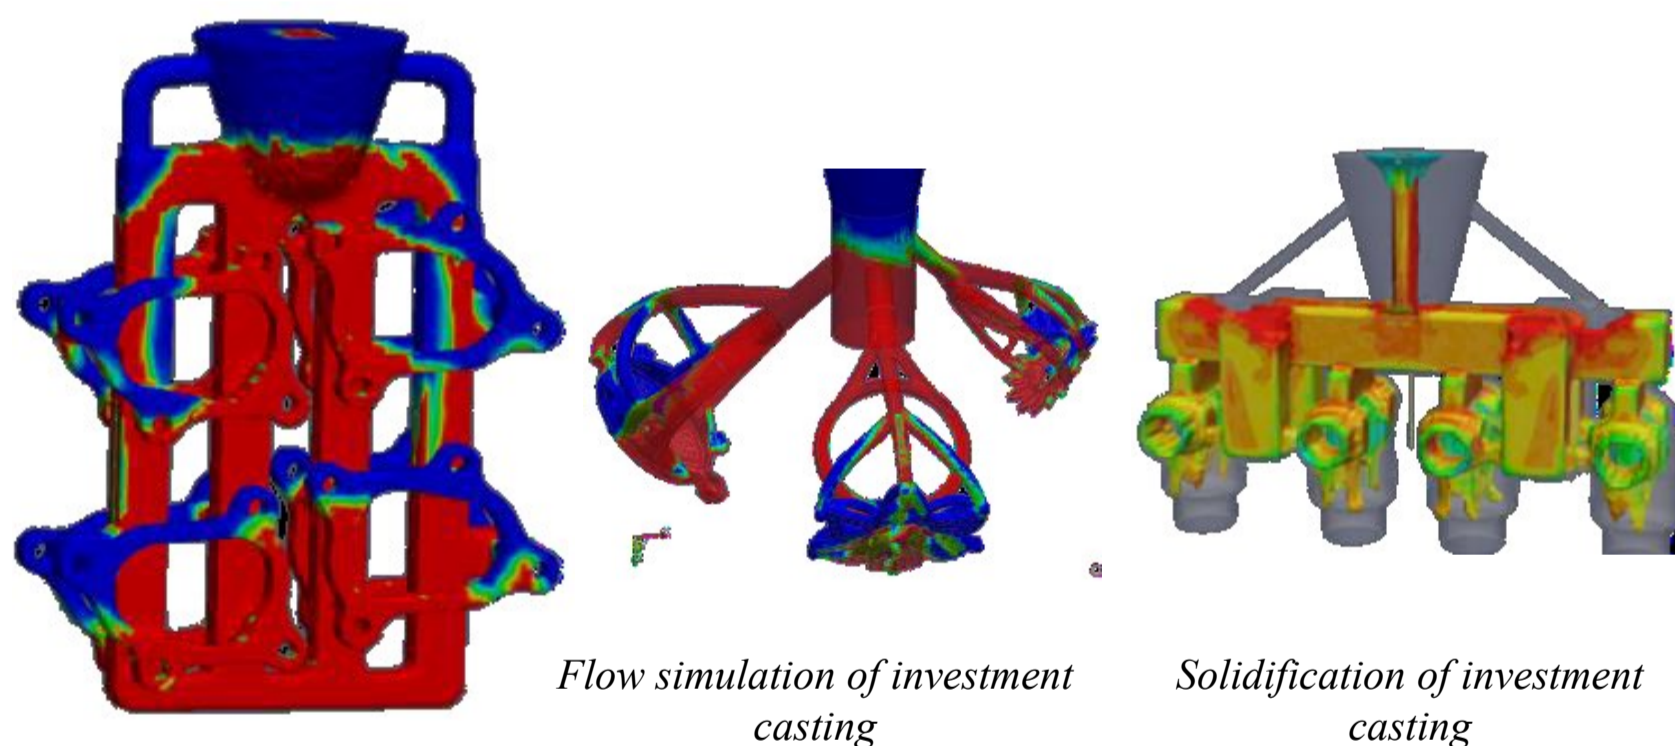 Flow simulation of investment
casting
Solidification of investment
casting